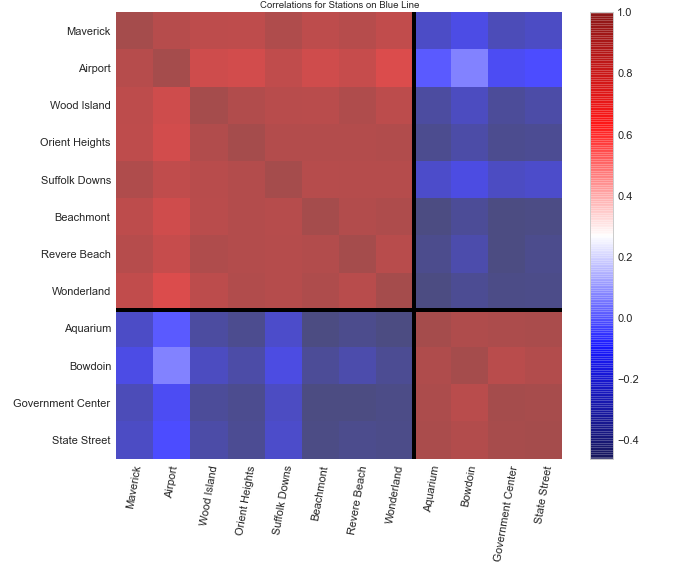 Correlations for Stations on Blue Line
Maverick
Airport
Wood Island
Orient Heights
Suffolk Downs
Beachmont
Revere Beach
Wonderland
Aquarium
Bowdoin
Government Center
State Street
Maverick
Airport
Wood Island
Orient Heights
Suffolk Downs
Beachmont
Revere Beach
Wonderland
Aquarium
Bowdoin
Government Center
State Street
1.0
0.8
0.6
0.4
0.2
0.0
−0.2
−0.4